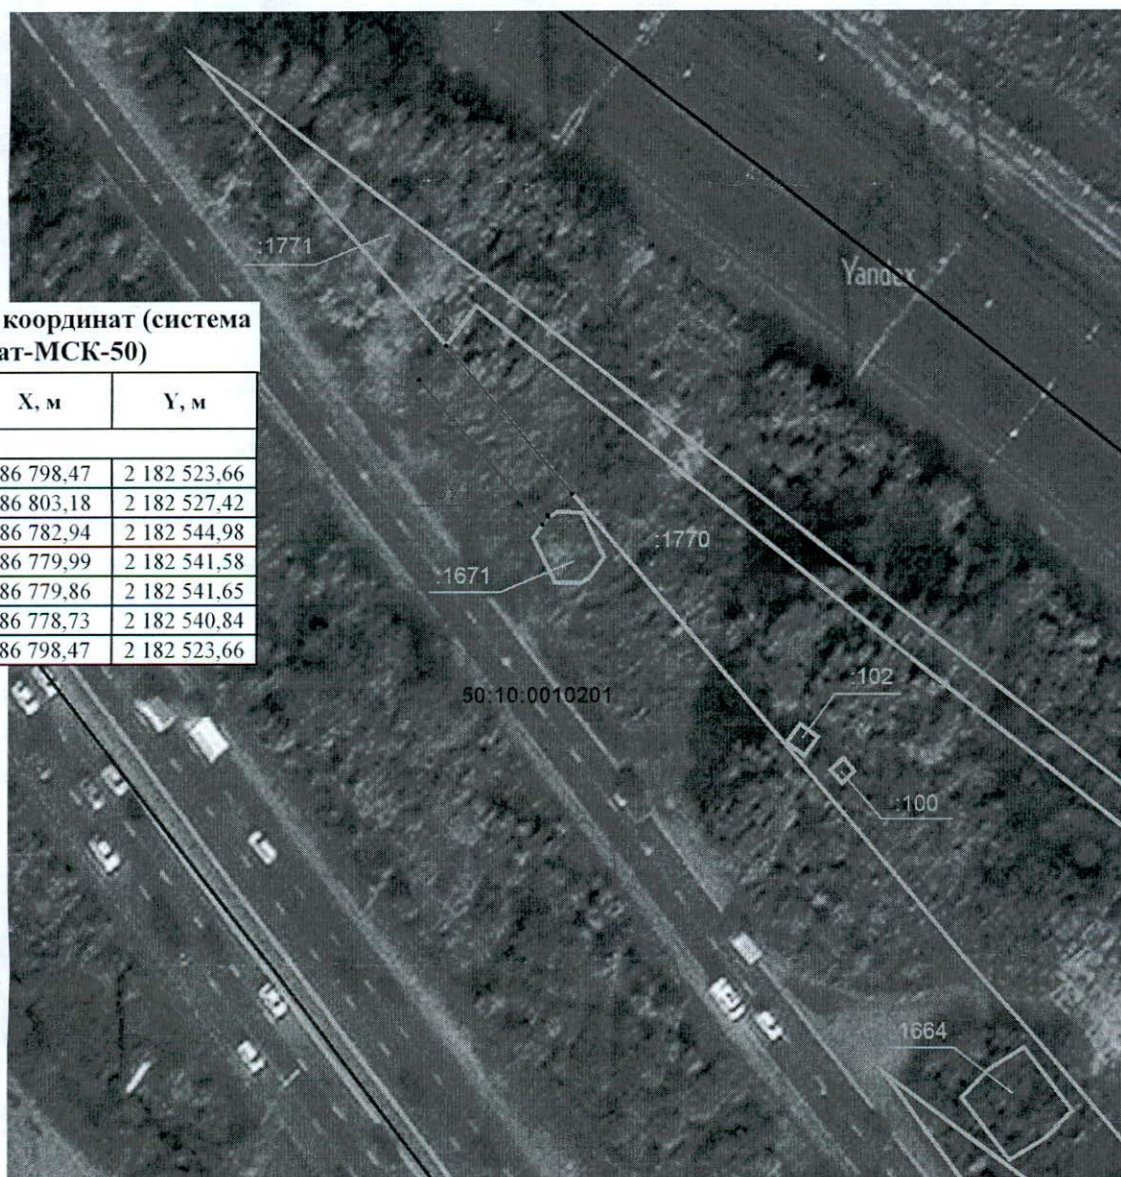 :1771
Yandex
координат (система
ат-МСК-50)
X, м Y, м
86 798,47 2 182 523,66
86 803,18 2 182 527,42
86 782,94 2 182 544,98
86 779,99 2 182 541,58
86 779,86 2 182 541,65
86 778,73 2 182 540,84
86 798,47 2 182 523,66
:1770
:1671
:102
50:10:0010201
:100
1664